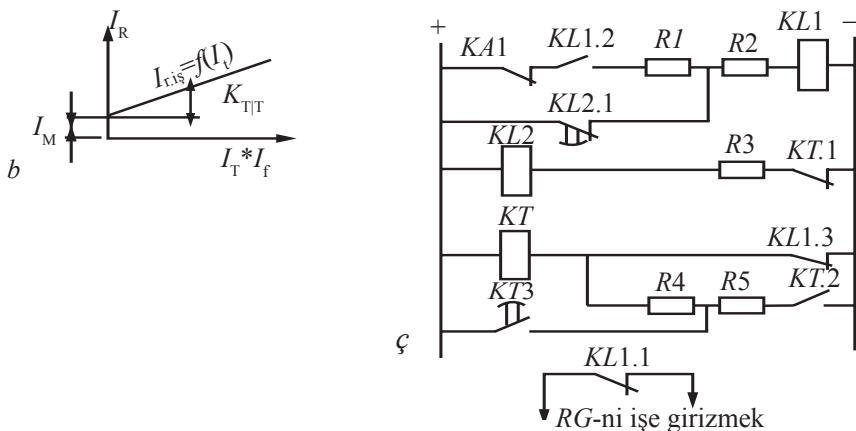 I_R
I_r.iş=f(I_t)
K_T|T
I_M
I_T*I_f
b
+ KL1 –
KA1 KL1.2 R1 R2
KL2.1
KL2 R3 KT.1
KT
KL1.3
KT3 R4 R5 KT.2
ç
KL1.1
RG-ni işe girizmek